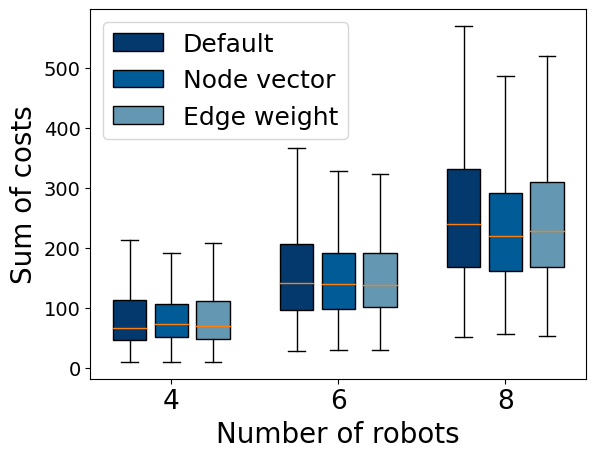 Default
Node vector
Edge weight
Sum of costs
500
400
300
200
100
0
4 6 8
Number of robots